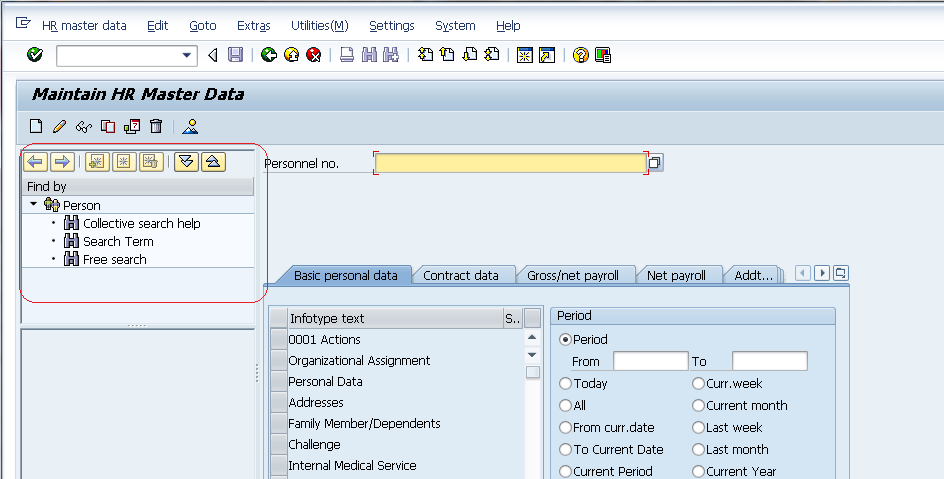 HR master data Edit Goto Extras Utilities(M) Settings System Help
Maintain HR Master Data
Personnel no.
Find by
Person
Collective search help
Search Term
Free search
Basic personal data Contract data Gross/net payroll Net payroll Addt...
Infotype text S..
0001 Actions
Organizational Assignment
Personal Data
Addresses
Family Member/Dependents
Challenge
Internal Medical Service
Period
Period
From To
Today Curr.week
All Current month
From curr.date Last week
To Current Date Last month
Current Period Current Year